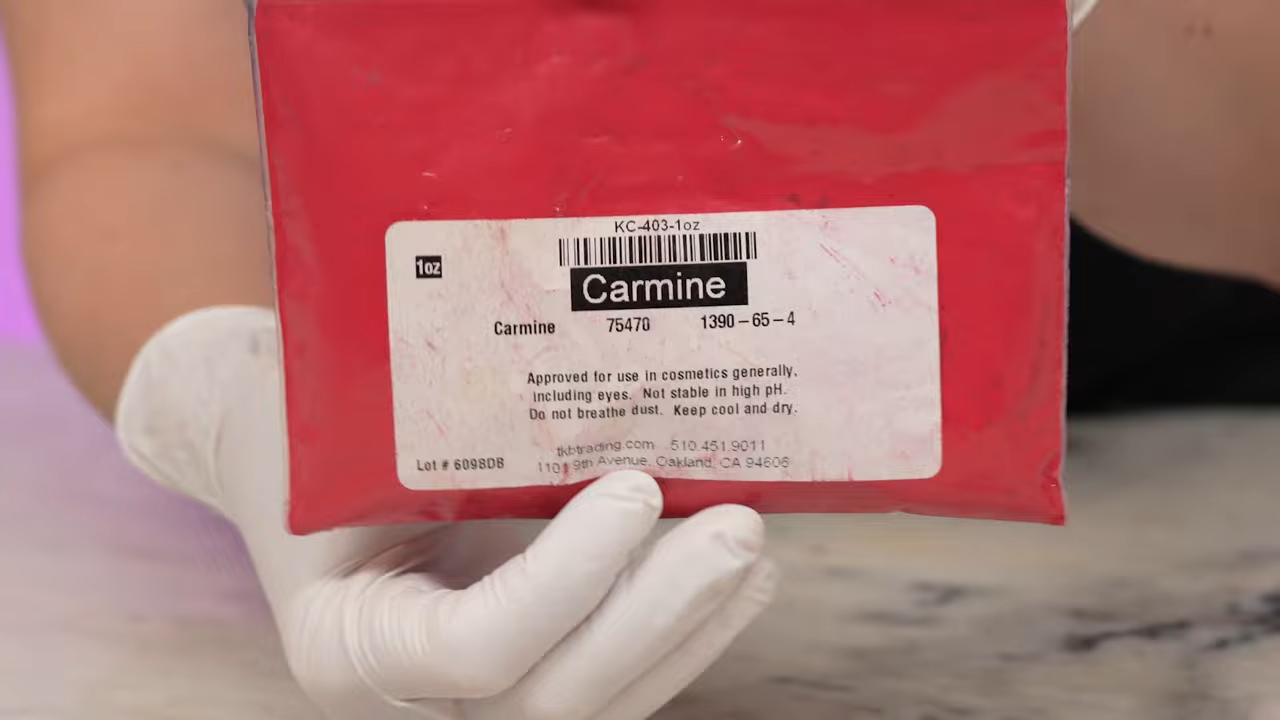 KC-403-1oz
1oz
Carmine
Carmine 75470 1390-65-4
Approved for use in cosmetics generally.
including eyes. Not stable in high pH.
Do not breathe dust. Keep cool and dry.
tkbtrading.com 510.451.9011
Lot # 6098DB 1101 9th Avenue, Oakland, CA 94606